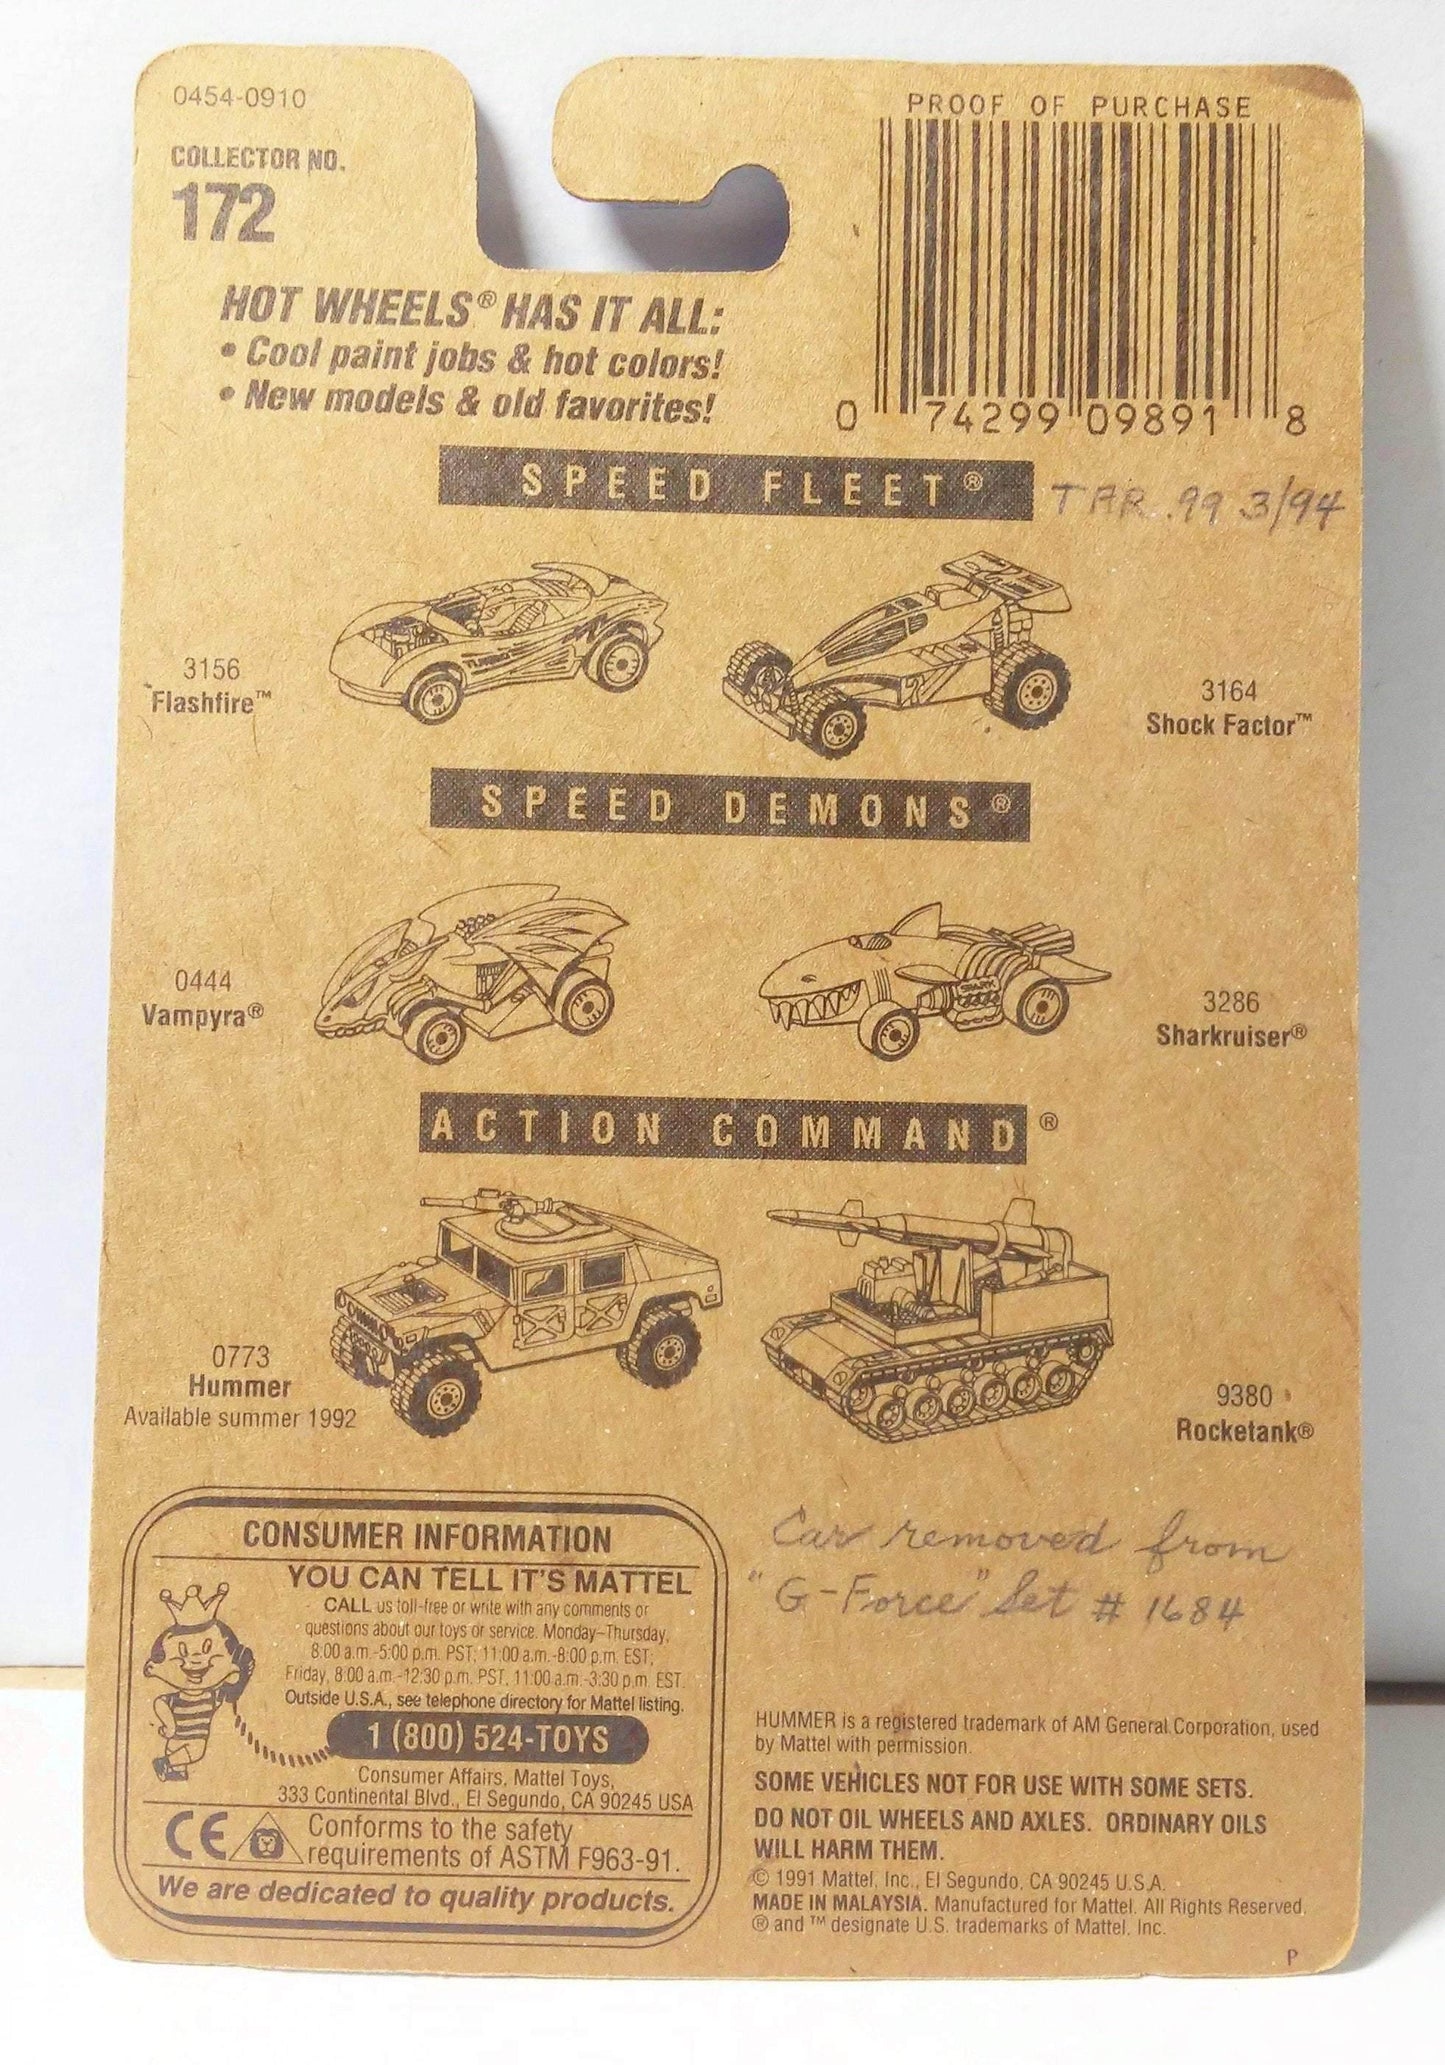 0454-0910
COLLECTOR NO.
172
PROOF OF PURCHASE
0 74299 09891 8
HOT WHEELS® HAS IT ALL:
• Cool paint jobs & hot colors!
• New models & old favorites!
SPEED FLEET®
TAR .99 3/94
3156
Flashfire™
3164
Shock Factor™
SPEED DEMONS®
0444
Vampyra®
SHARK
3286
Sharkruiser®
ACTION COMMAND®
0773
Hummer
Available summer 1992
9380
Rocketank®
CONSUMER INFORMATION
YOU CAN TELL IT'S MATTEL
CALL us toll-free or write with any comments or
questions about our toys or service. Monday–Thursday,
8:00 a.m.-5:00 p.m. PST; 11:00 a.m.-8:00 p.m. EST;
Friday, 8:00 a.m.-12:30 p.m. PST, 11:00 a.m.-3:30 p.m. EST.
Outside U.S.A., see telephone directory for Mattel listing.
1 (800) 524-TOYS
Consumer Affairs, Mattel Toys,
333 Continental Blvd., El Segundo, CA 90245 USA
CE Conforms to the safety
requirements of ASTM F963-91.
We are dedicated to quality products.
Car removed from
"G-Force" Set # 1684
HUMMER is a registered trademark of AM General Corporation, used
by Mattel with permission.
SOME VEHICLES NOT FOR USE WITH SOME SETS.
DO NOT OIL WHEELS AND AXLES. ORDINARY OILS
WILL HARM THEM.
© 1991 Mattel, Inc., El Segundo, CA 90245 U.S.A.
MADE IN MALAYSIA. Manufactured for Mattel. All Rights Reserved.
® and ™ designate U.S. trademarks of Mattel, Inc.
P